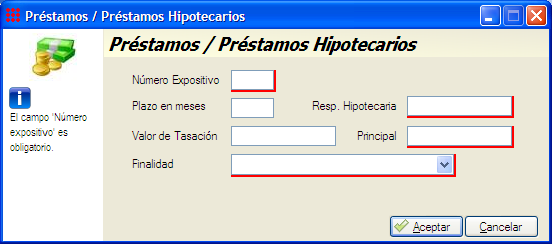 Préstamos / Préstamos Hipotecarios
Préstamos / Préstamos Hipotecarios
Número Expositivo
Plazo en meses
Resp. Hipotecaria
Valor de Tasación
Principal
Finalidad
El campo 'Número
expositivo' es
obligatorio.
Aceptar
Cancelar